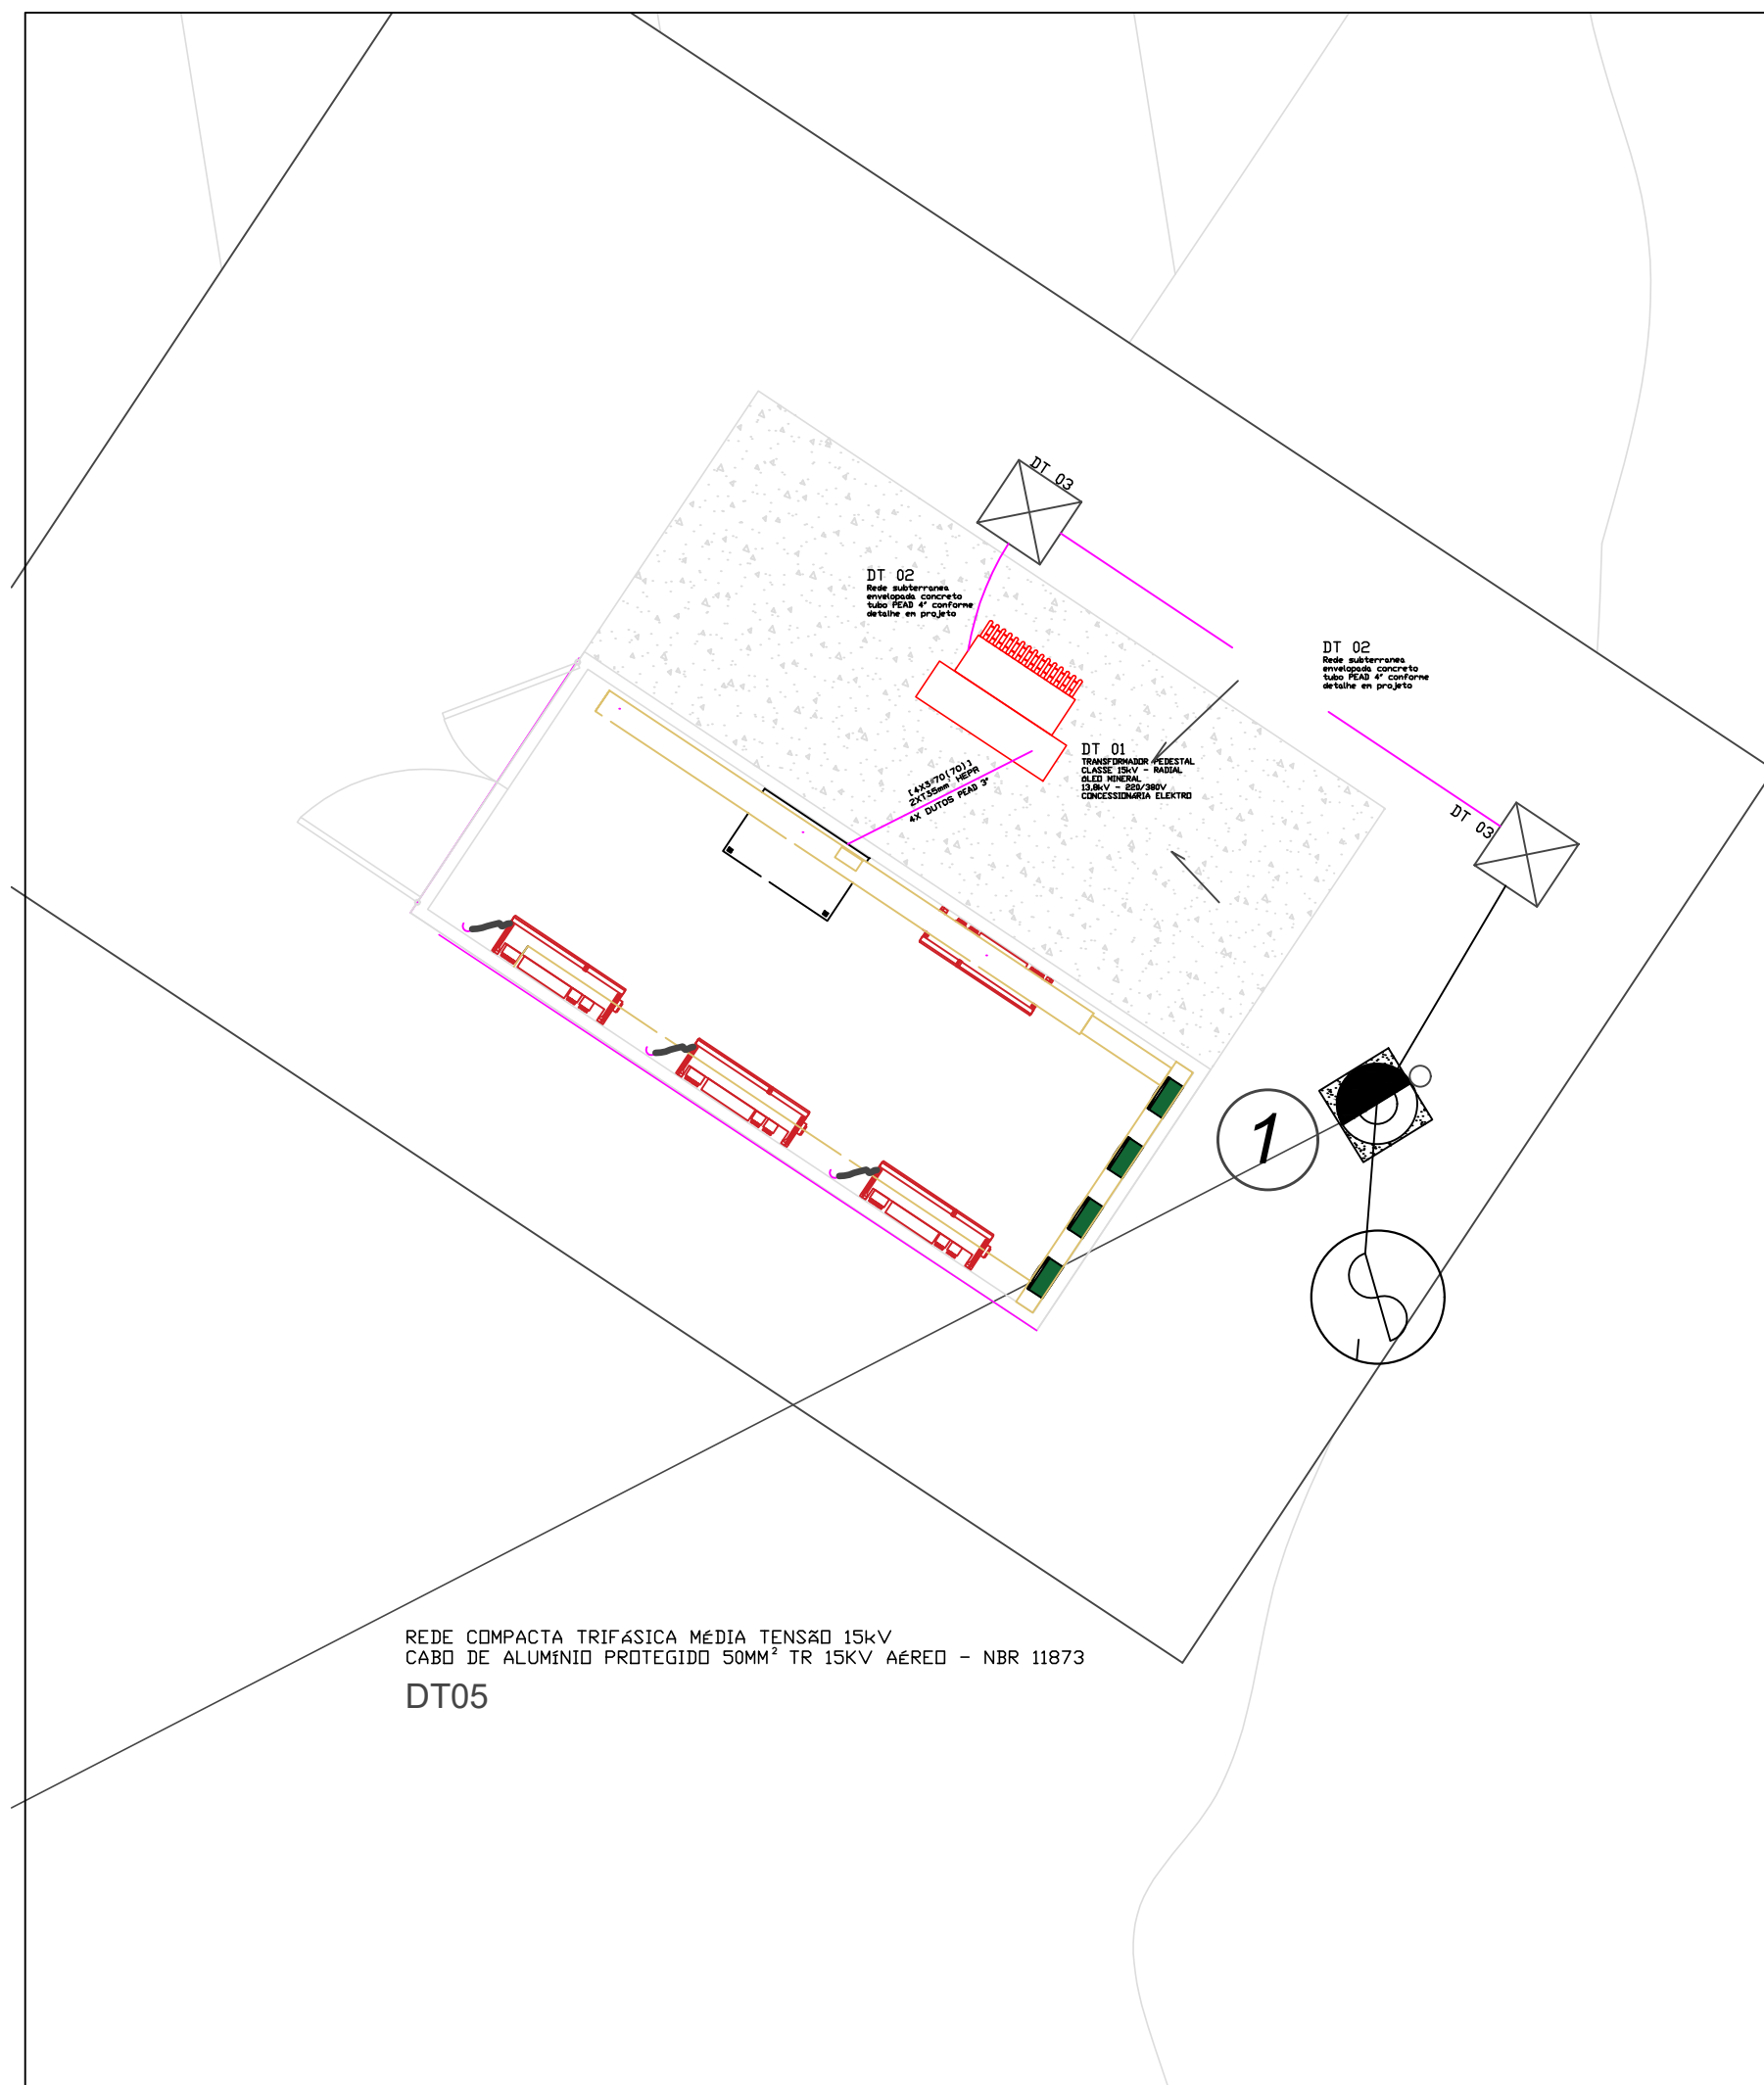 DT 03
DT 02
Rede subterranea
envelopada concreto
tubo PEAD 4" conforme
detalhe em projeto
DT 02
Rede subterranea
envelopada concreto
tubo PEAD 4" conforme
detalhe em projeto
DT 01
TRANSFORMADOR PEDESTAL
CLASSE 15kV - RADIAL
ÓLEO MINERAL
13,8kV - 220/380V
CONCESSIONÁRIA ELEKTRO
[4X3#70(70)]
2XT35mm² HEPR
4X DUTOS PEAD 3"
DT 03
1
REDE COMPACTA TRIFÁSICA MÉDIA TENSÃO 15kV
CABO DE ALUMÍNIO PROTEGIDO 50MM² TR 15KV AÉREO - NBR 11873
DT05